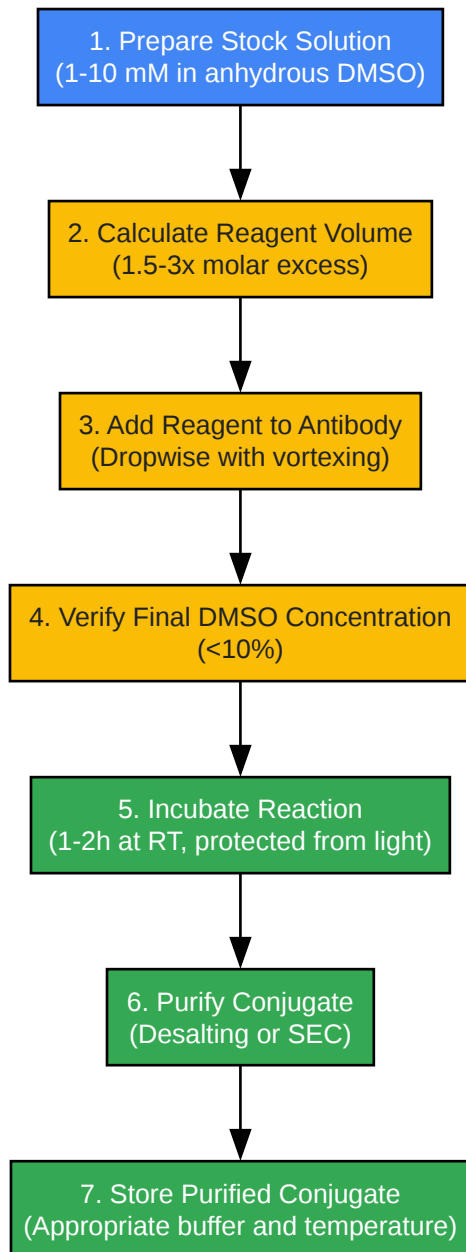 1. Prepare Stock Solution
(1-10 mM in anhydrous DMSO)
2. Calculate Reagent Volume
(1.5-3x molar excess)
3. Add Reagent to Antibody
(Dropwise with vortexing)
4. Verify Final DMSO Concentration
(<10%)
5. Incubate Reaction
(1-2h at RT, protected from light)
6. Purify Conjugate
(Desalting or SEC)
7. Store Purified Conjugate
(Appropriate buffer and temperature)